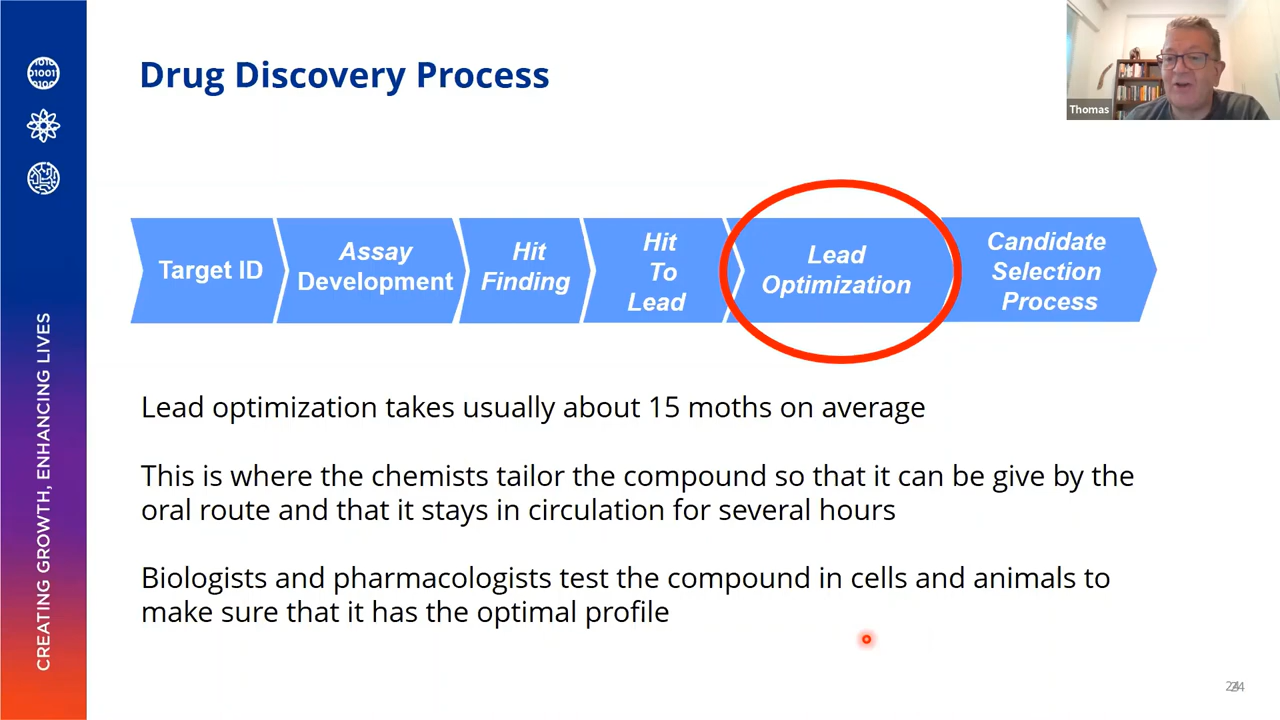 Drug Discovery Process
Thomas
Target ID
Assay
Development
Hit
Finding
Hit
To
Lead
Lead
Optimization
Candidate
Selection
Process
Lead optimization takes usually about 15 moths on average
This is where the chemists tailor the compound so that it can be give by the
oral route and that it stays in circulation for several hours
Biologists and pharmacologists test the compound in cells and animals to
make sure that it has the optimal profile
CREATING GROWTH, ENHANCING LIVES